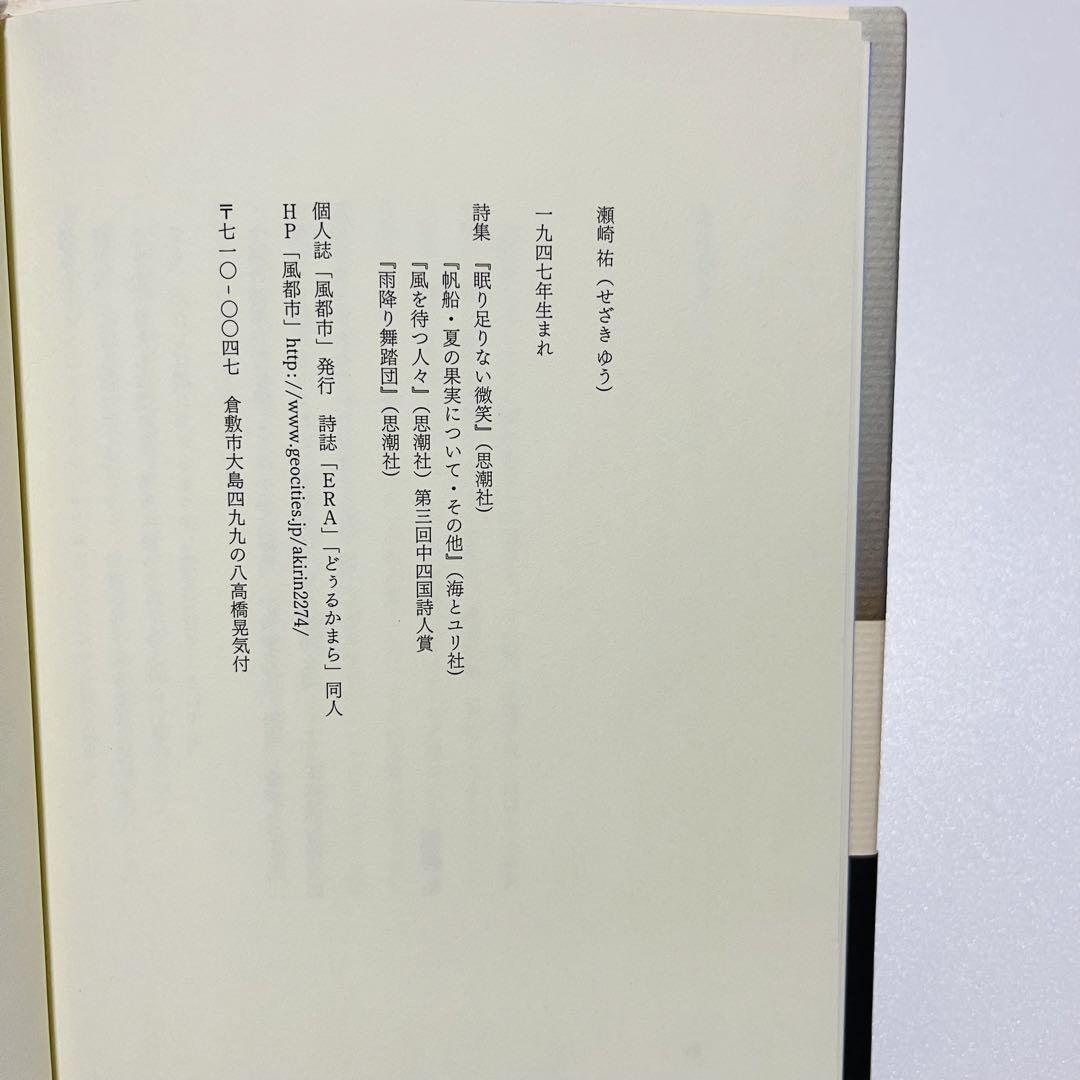 瀬崎 祐（せざき ゆう）
一九四七年生まれ
詩集　『眠り足りない微笑』（思潮社）
『帆船・夏の果実について・その他』（海とユリ社）
『風を待つ人々』（思潮社）第三回中四国詩人賞
『雨降り舞踏団』（思潮社）
個人誌「風都市」発行　詩誌「ＥＲＡ」「どぅるかまら」同人
ＨＰ「風都市」http://www.geocities.jp/akirin2274/
〒七一〇-〇〇四七　倉敷市大島四九九の八高橋晃気付